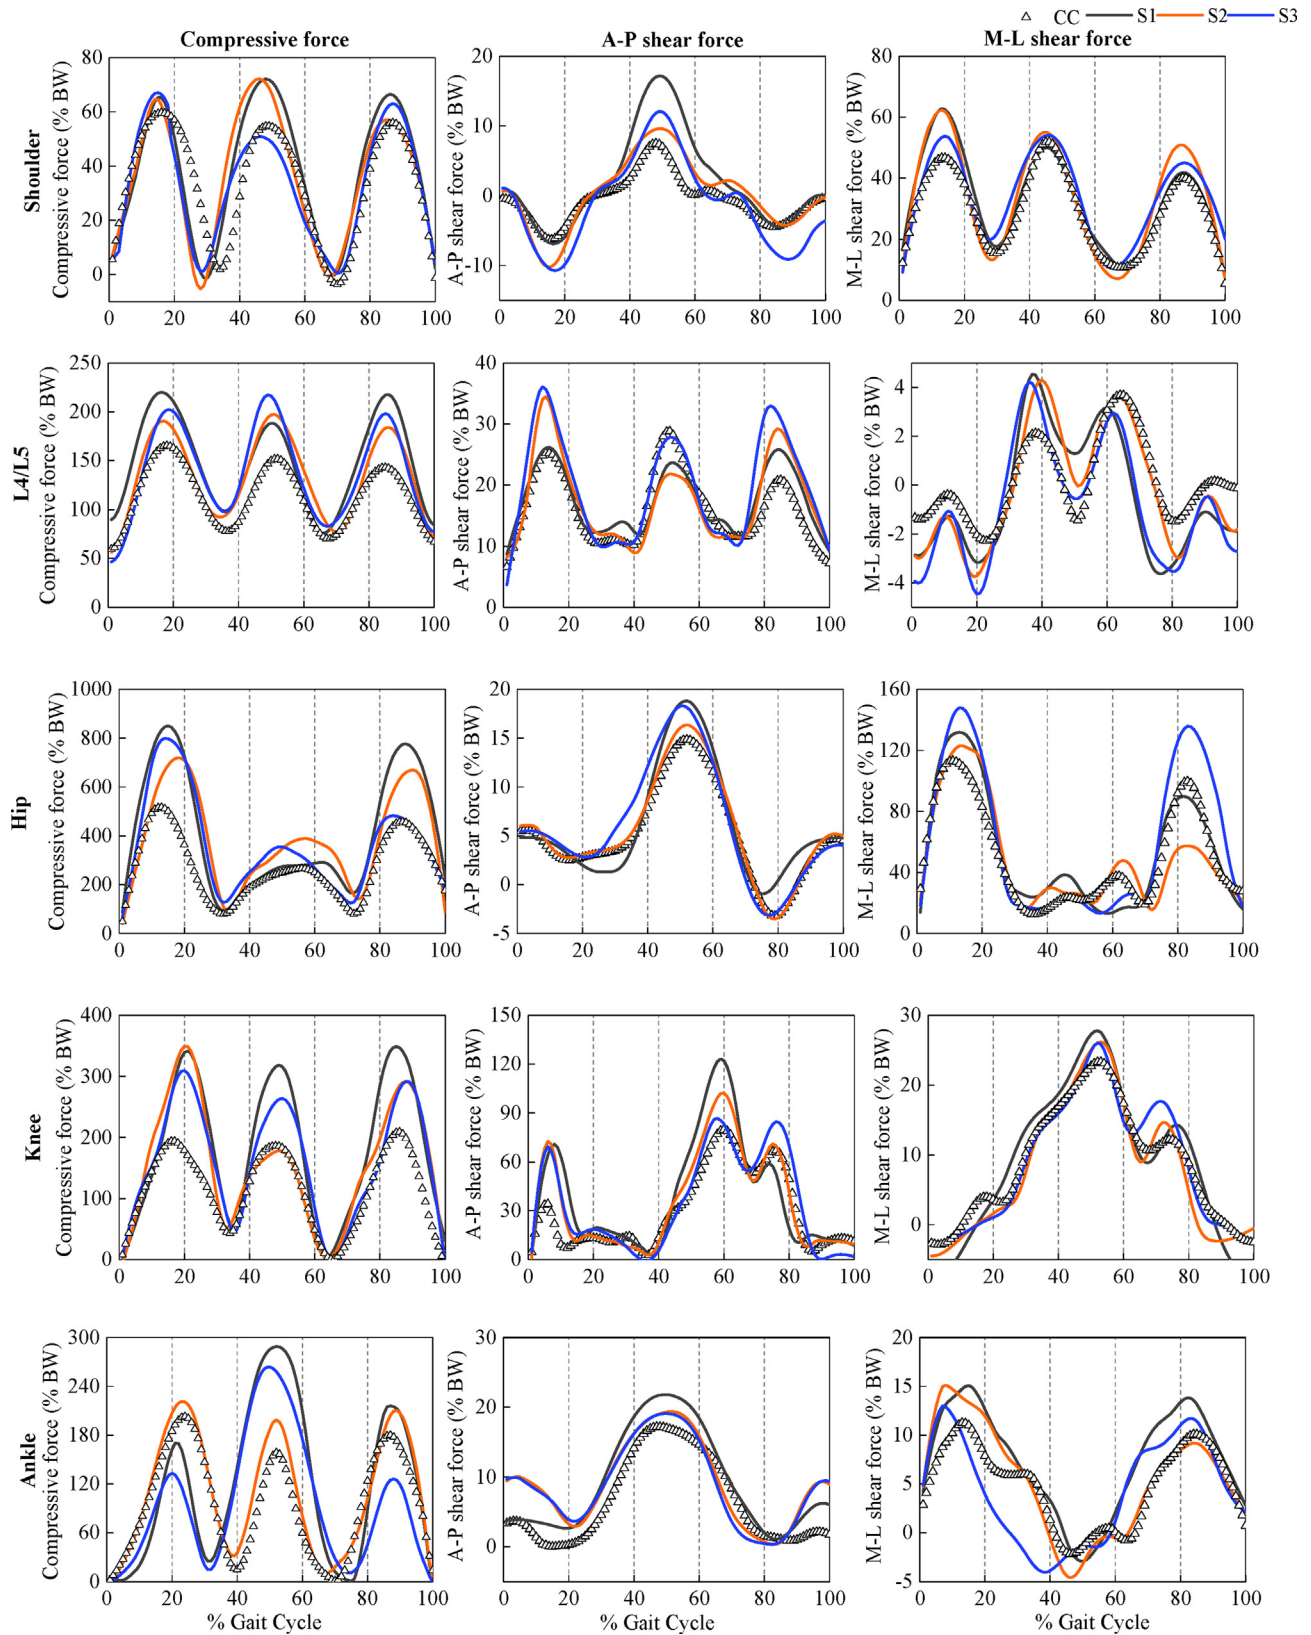 CC S1 S2 S3
Compressive force A-P shear force M-L shear force
Shoulder
Compressive force (% BW)
80
60
40
20
0
0 20 40 60 80 100
A-P shear force (% BW)
20
10
0
-10
0 20 40 60 80 100
M-L shear force (% BW)
80
60
40
20
0
0 20 40 60 80 100
L4/L5
Compressive force (% BW)
250
200
150
100
50
0
0 20 40 60 80 100
A-P shear force (% BW)
40
30
20
10
0
0 20 40 60 80 100
M-L shear force (% BW)
4
2
0
-2
-4
0 20 40 60 80 100
Hip
Compressive force (% BW)
1000
800
600
400
200
0
0 20 40 60 80 100
A-P shear force (% BW)
20
15
10
5
0
-5
0 20 40 60 80 100
M-L shear force (% BW)
160
120
80
40
0
0 20 40 60 80 100
Knee
Compressive force (% BW)
400
300
200
100
0
0 20 40 60 80 100
A-P shear force (% BW)
150
120
90
60
30
0
0 20 40 60 80 100
M-L shear force (% BW)
30
20
10
0
0 20 40 60 80 100
Ankle
Compressive force (% BW)
300
240
180
120
60
0
0 20 40 60 80 100
% Gait Cycle
A-P shear force (% BW)
30
20
10
0
0 20 40 60 80 100
% Gait Cycle
M-L shear force (% BW)
20
15
10
5
0
-5
0 20 40 60 80 100
% Gait Cycle